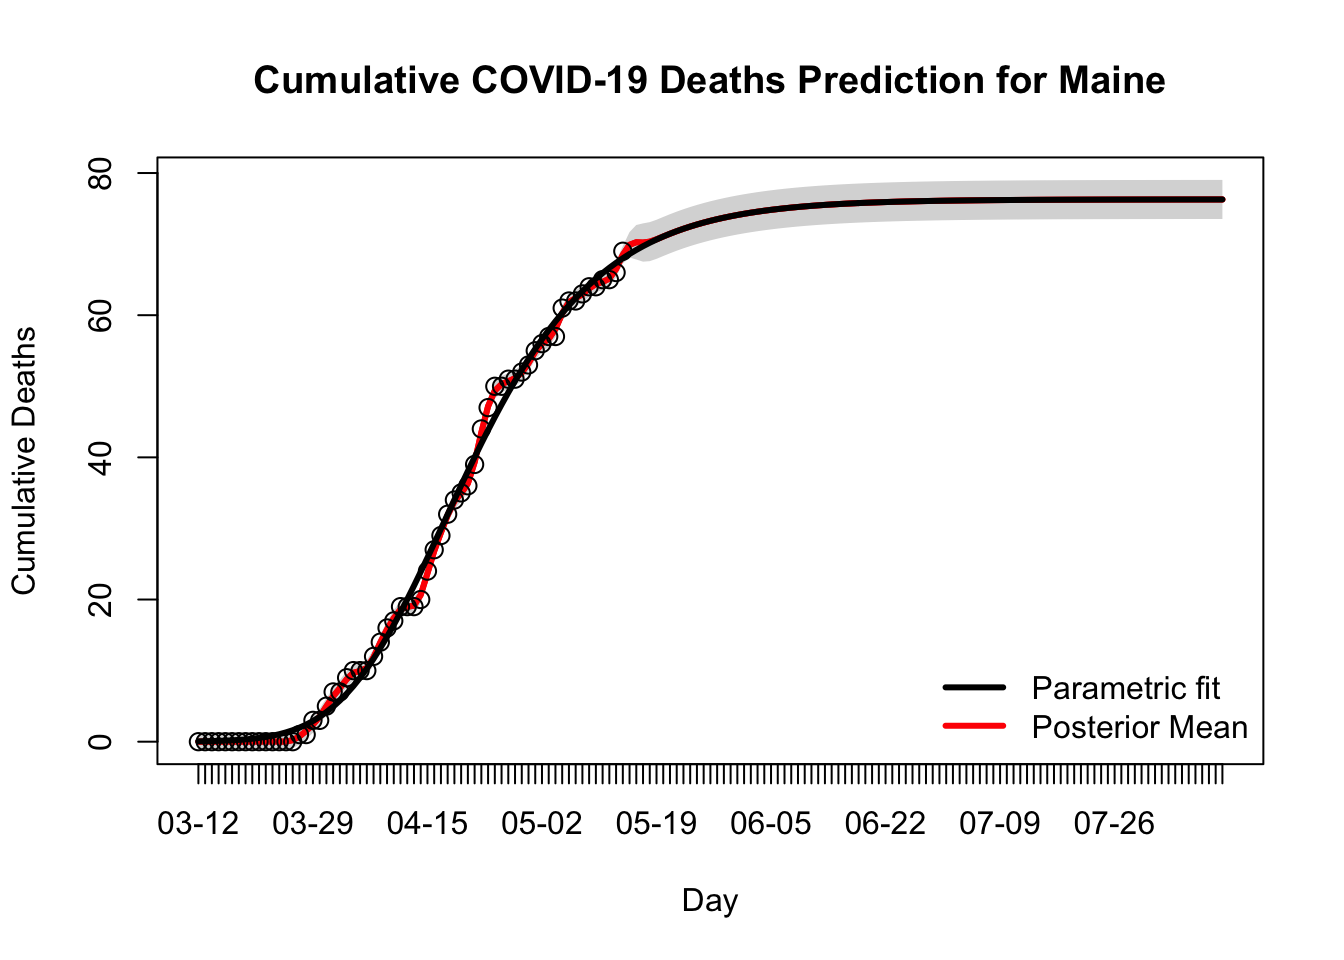 Cumulative COVID-19 Deaths Prediction for Maine
80
60
40
20
0
Cumulative Deaths
Parametric fit
Posterior Mean
03-12 03-29 04-15 05-02 05-19 06-05 06-22 07-09 07-26
Day